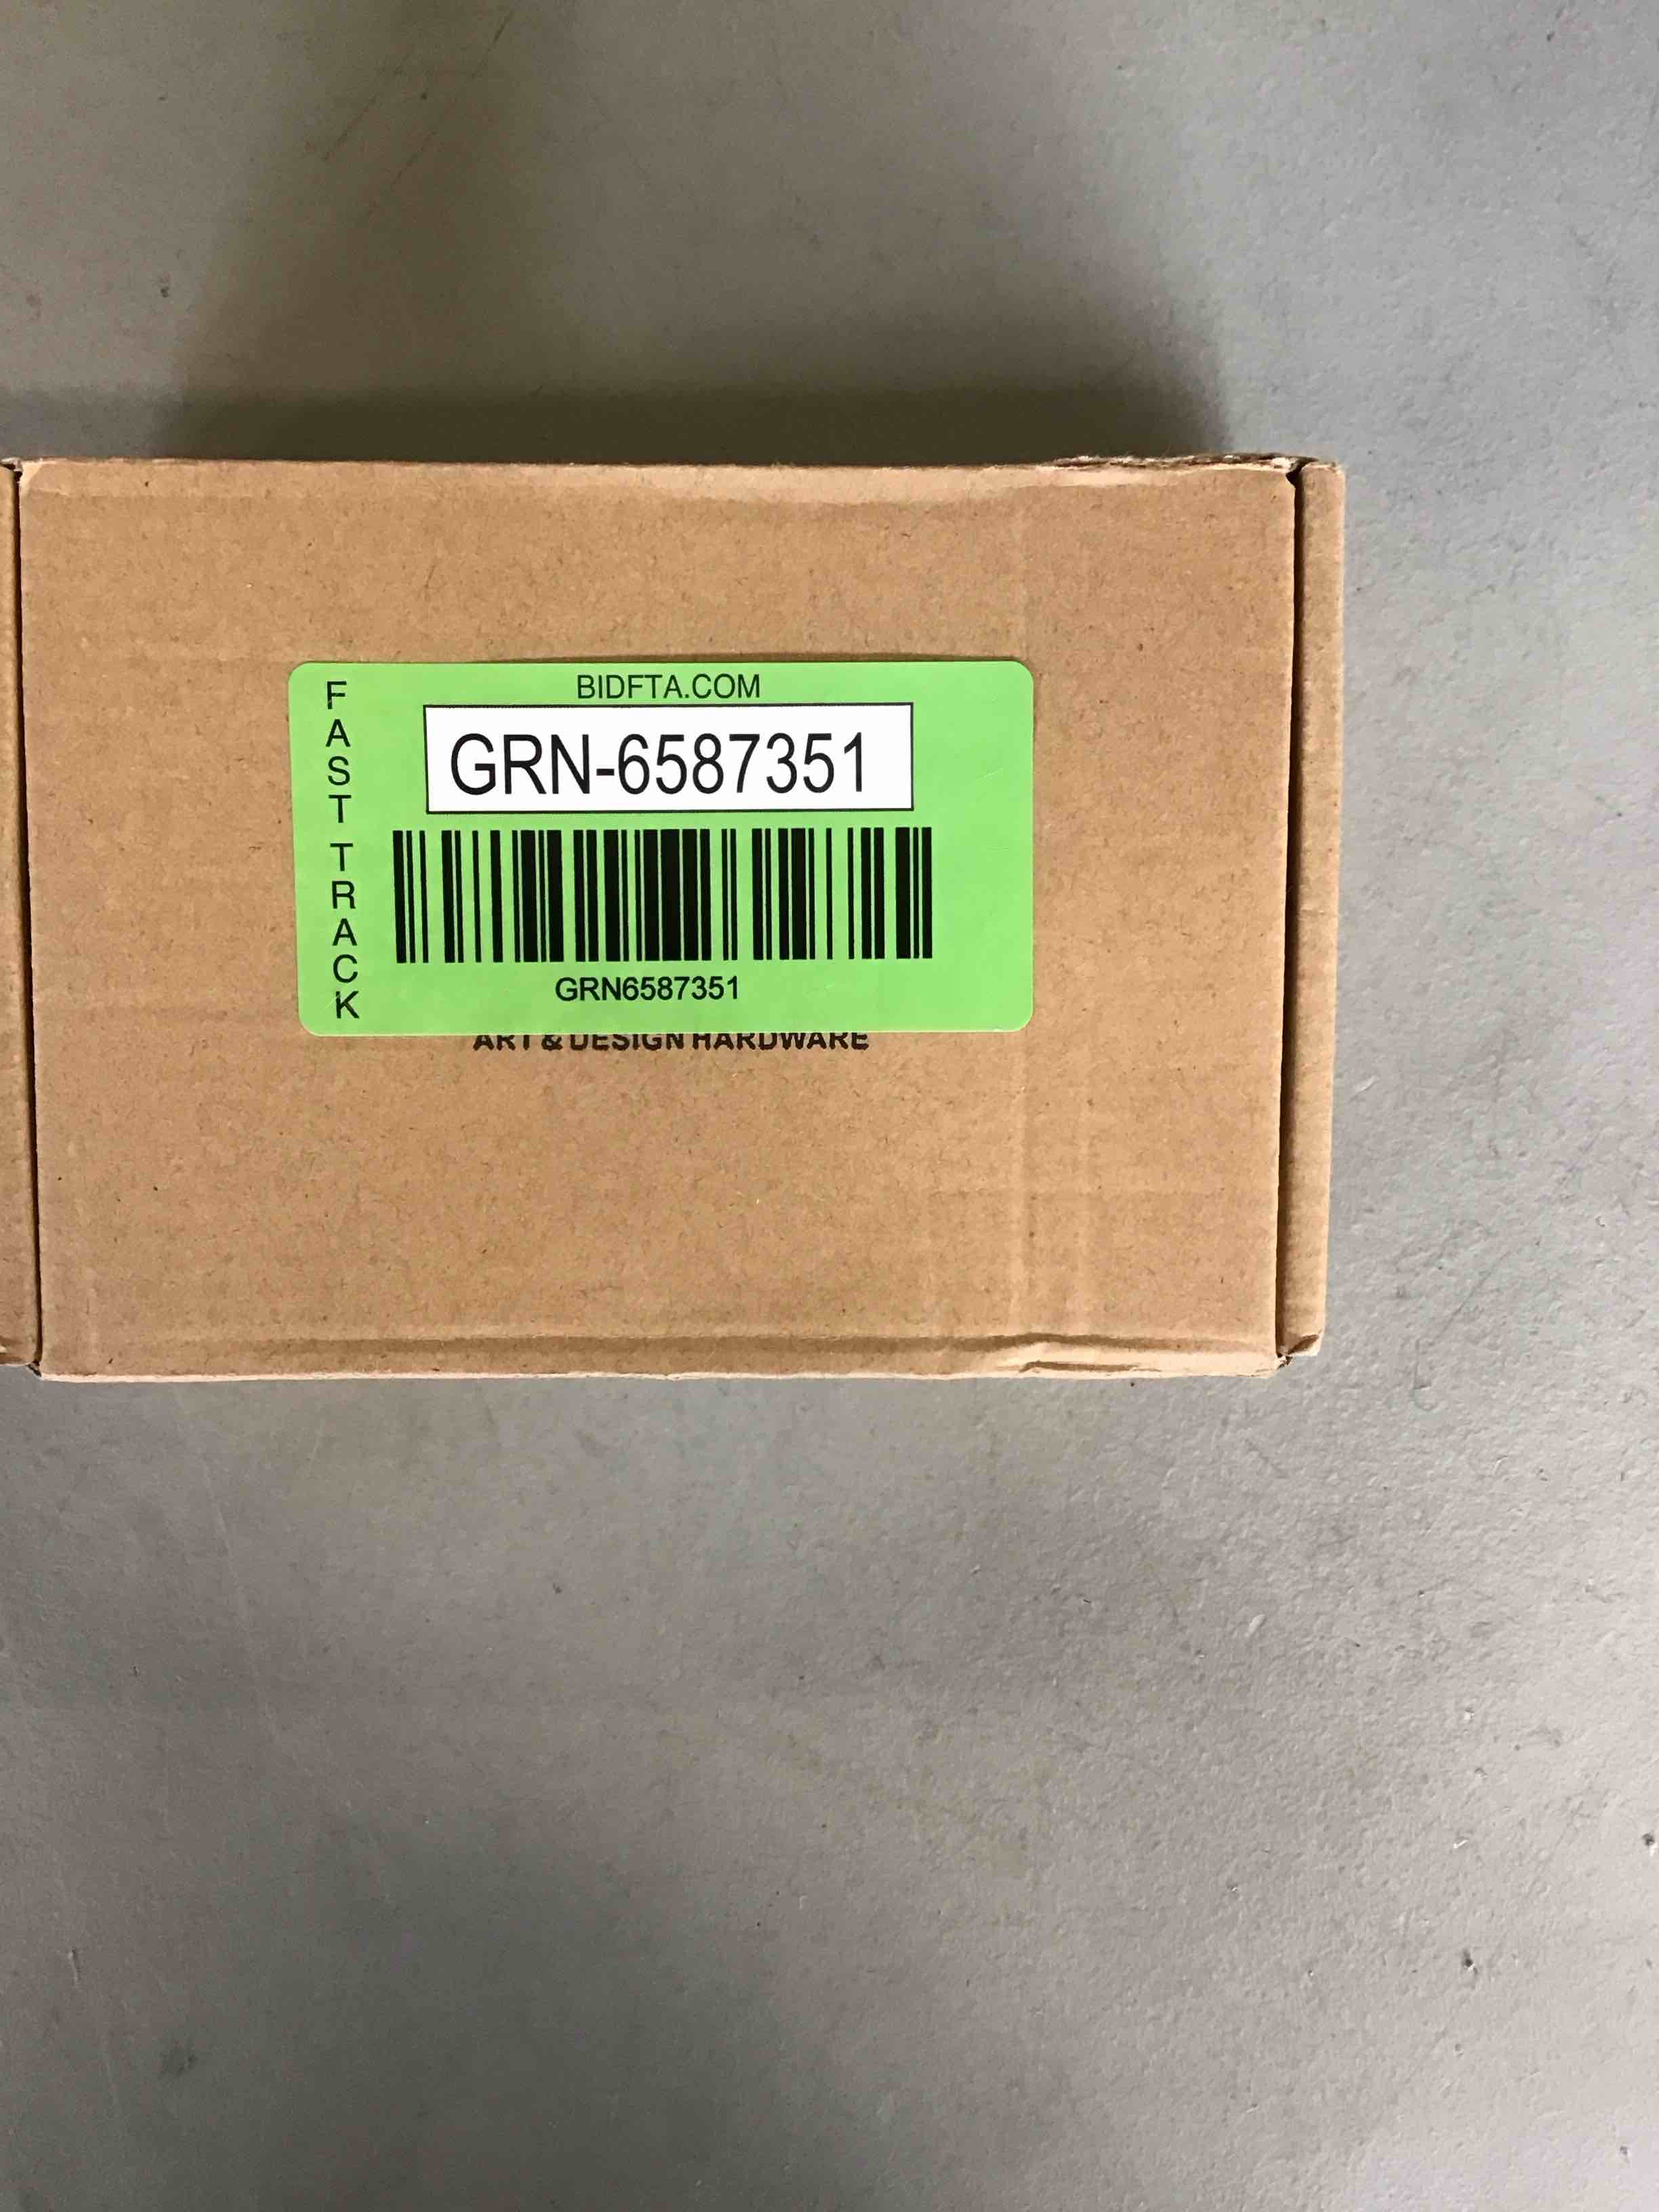 FAST TRACK
BIDFTA.COM
GRN-6587351
GRN6587351
ART & DESIGN HARDWARE